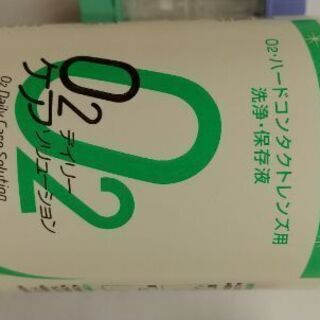 O2・ハードコンタクトレンズ用
洗浄・保存液
O2
O2デイリー
ケアソリューション
O2 Daily Care Solution